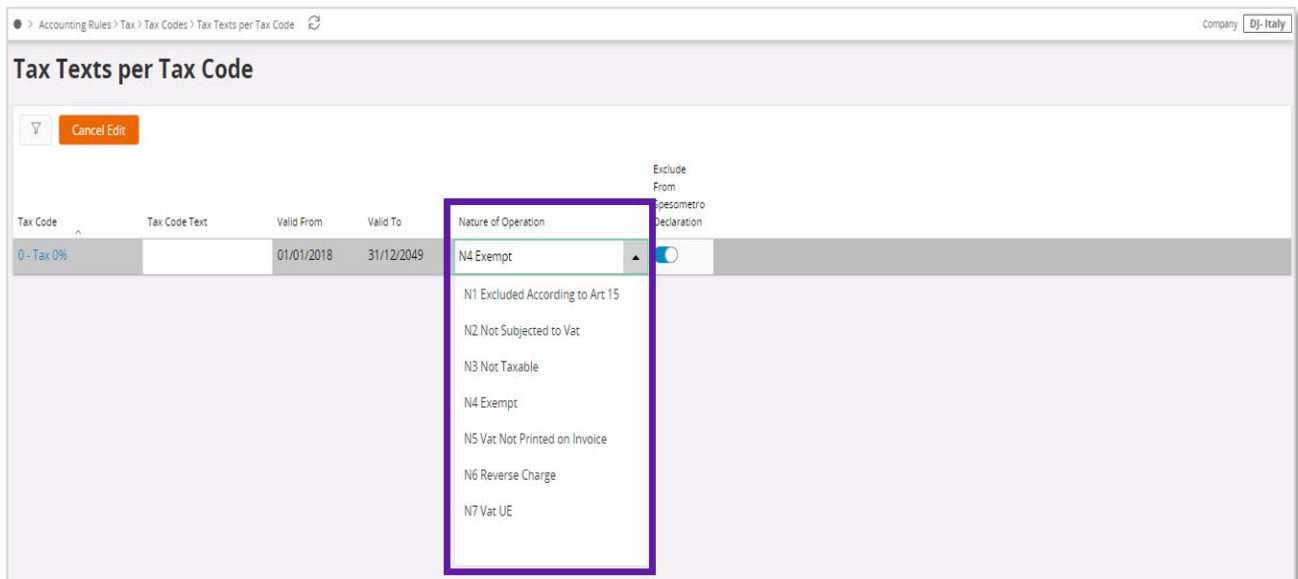 > Accounting Rules > Tax > Tax Codes > Tax Texts per Tax Code
Company DJ- Italy
Tax Texts per Tax Code
Cancel Edit
Exclude
From
Spesometro
Declaration
Tax Code Tax Code Text Valid From Valid To Nature of Operation
0 - Tax 0% 01/01/2018 31/12/2049 N4 Exempt
N1 Excluded According to Art 15
N2 Not Subjected to Vat
N3 Not Taxable
N4 Exempt
N5 Vat Not Printed on Invoice
N6 Reverse Charge
N7 Vat UE